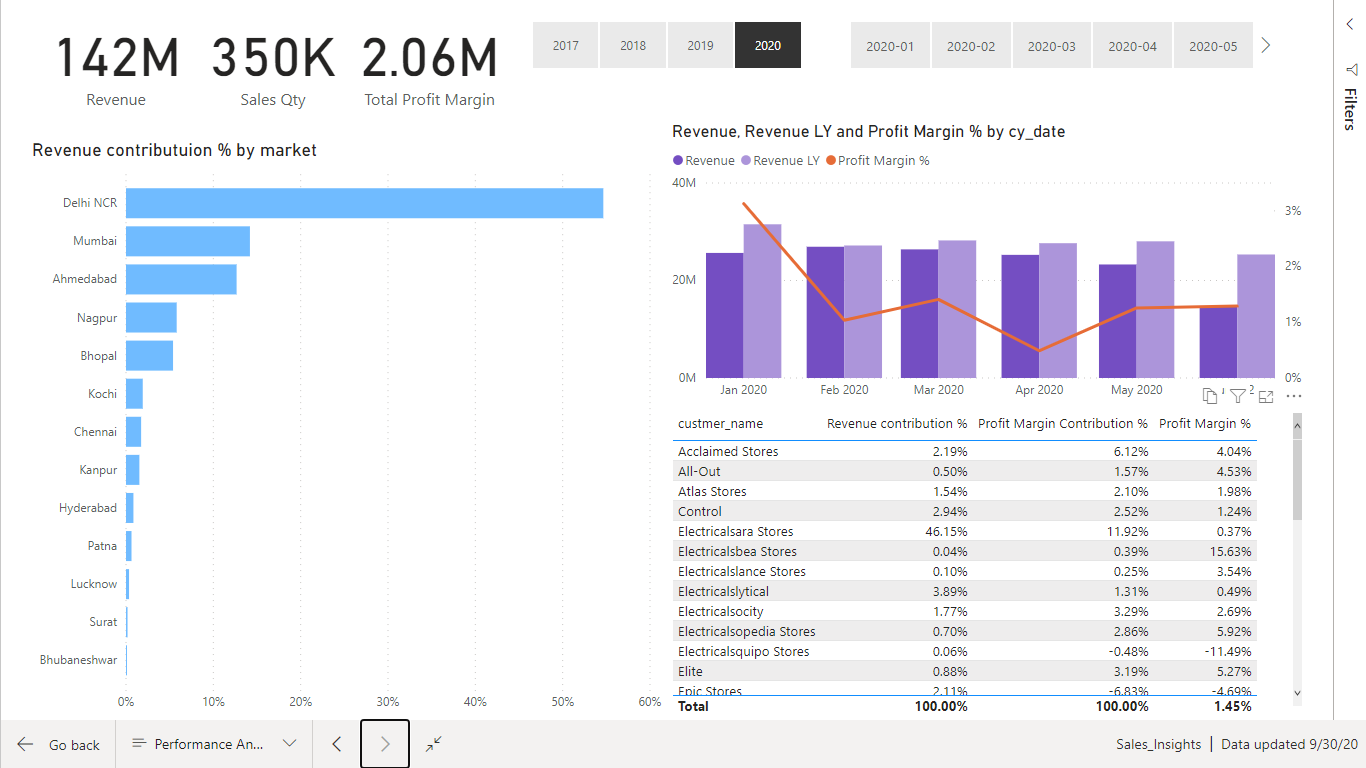 142M 350K 2.06M
Revenue Sales Qty Total Profit Margin
2017 2018 2019 2020
2020-01 2020-02 2020-03 2020-04 2020-05
Filters
Revenue contributuion % by market
Delhi NCR
Mumbai
Ahmedabad
Nagpur
Bhopal
Kochi
Chennai
Kanpur
Hyderabad
Patna
Lucknow
Surat
Bhubaneshwar
0% 10% 20% 30% 40% 50% 60%
Revenue, Revenue LY and Profit Margin % by cy_date
Revenue Revenue LY Profit Margin %
40M
20M
0M
3%
2%
1%
0%
Jan 2020 Feb 2020 Mar 2020 Apr 2020 May 2020
custmer_name Revenue contribution % Profit Margin Contribution % Profit Margin %
Acclaimed Stores 2.19% 6.12% 4.04%
All-Out 0.50% 1.57% 4.53%
Atlas Stores 1.54% 2.10% 1.98%
Control 2.94% 2.52% 1.24%
Electricalsara Stores 46.15% 11.92% 0.37%
Electricalsbea Stores 0.04% 0.39% 15.63%
Electricalslance Stores 0.10% 0.25% 3.54%
Electricalslytical 3.89% 1.31% 0.49%
Electricalsocity 1.77% 3.29% 2.69%
Electricalsopedia Stores 0.70% 2.86% 5.92%
Electricalsquipo Stores 0.06% -0.48% -11.49%
Elite 0.88% 3.19% 5.27%
Epic Stores 2.11% -6.83% -4.69%
Total 100.00% 100.00% 1.45%
Go back Performance An...
Sales_Insights | Data updated 9/30/20